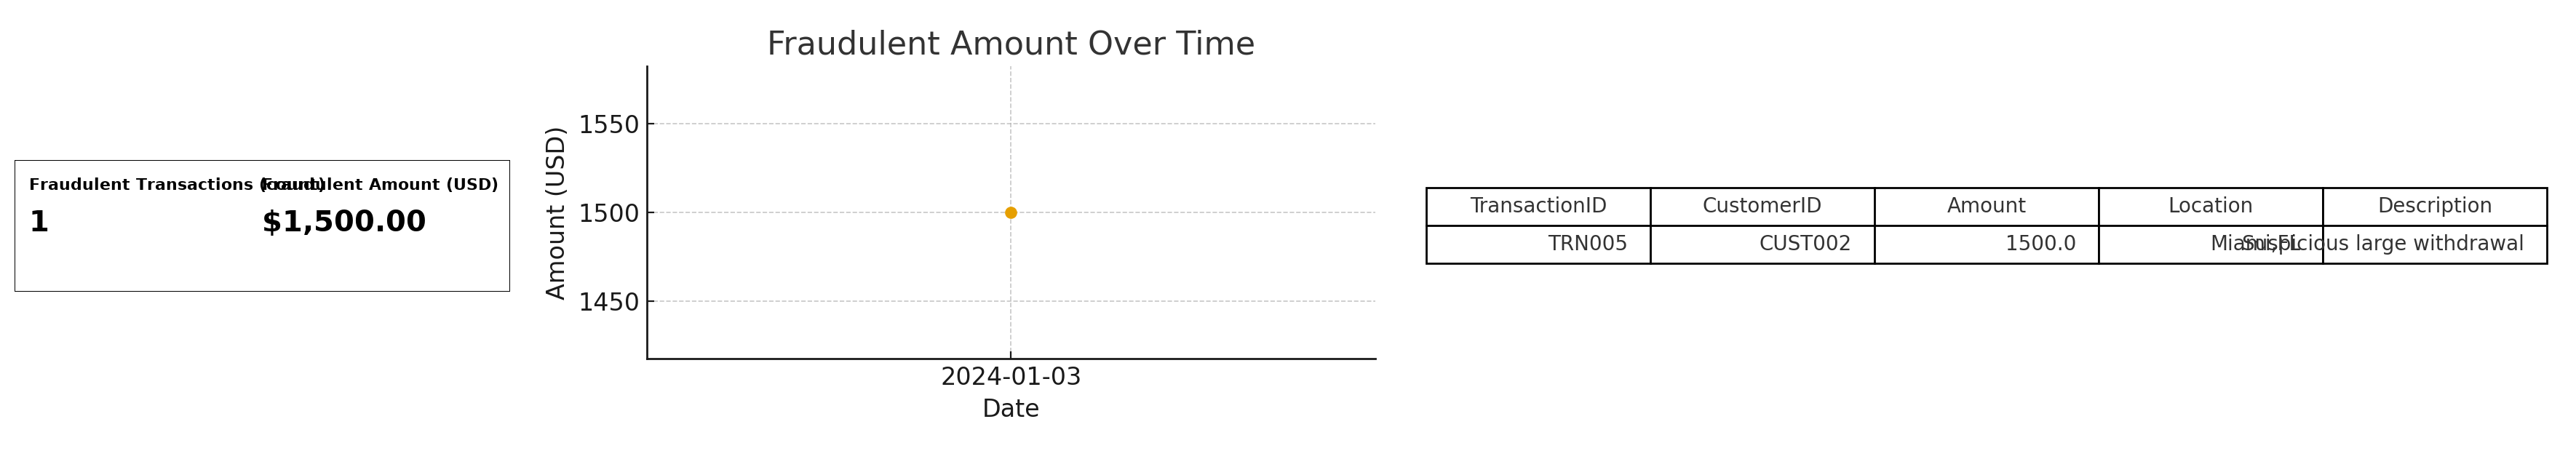 Fraudulent Transactions (count)
Fraudulent Amount (USD)
1
$1,500.00
Fraudulent Amount Over Time
Amount (USD)
1550
1500
1450
2024-01-03
Date
TransactionID CustomerID Amount Location Description
TRN005 CUST002 1500.0 Miami, FL Suspicious large withdrawal